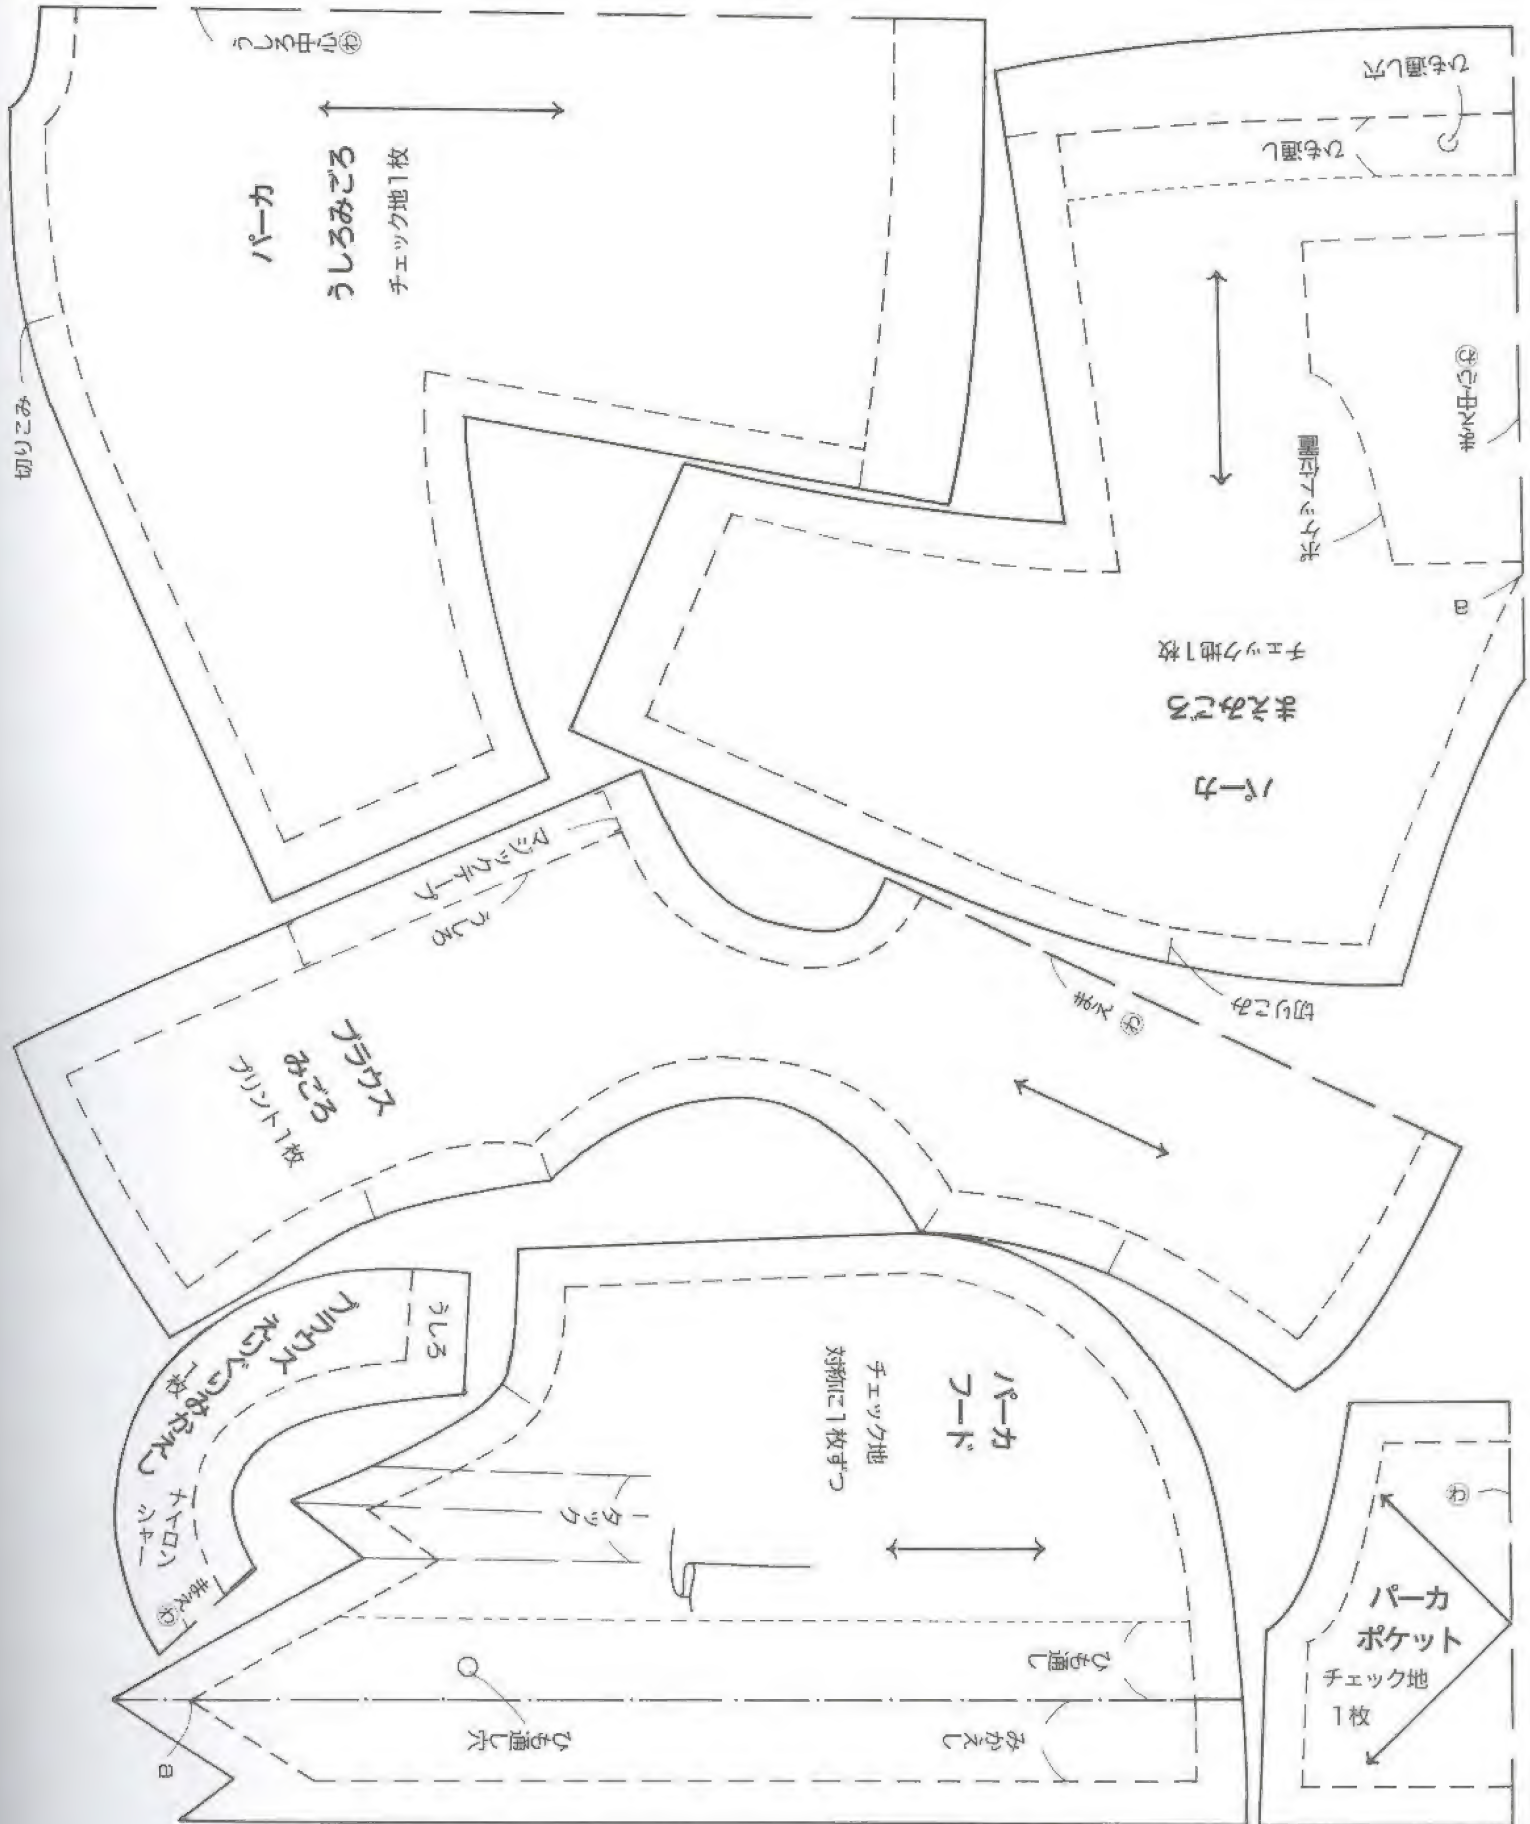 うしろ中心 わ
パーカ
うしろみごろ
チェック地1枚
切りこみ
ひも通し穴
ひも通し
まえ中心 わ
ポケット位置
a
パーカ
まえみごろ
チェック地1枚
切りこみ
マジックテープ
うしろ
まえ わ
ブラウス
みごろ
プリント1枚
ブラウス
えりぐりみかえし
1枚
うしろ
ナイロン
シャー
まえ わ
パーカ
フード
チェック地
対称に1枚ずつ
タック
ひも通し
みかえし
ひも通し穴
a
わ
パーカ
ポケット
チェック地
1枚